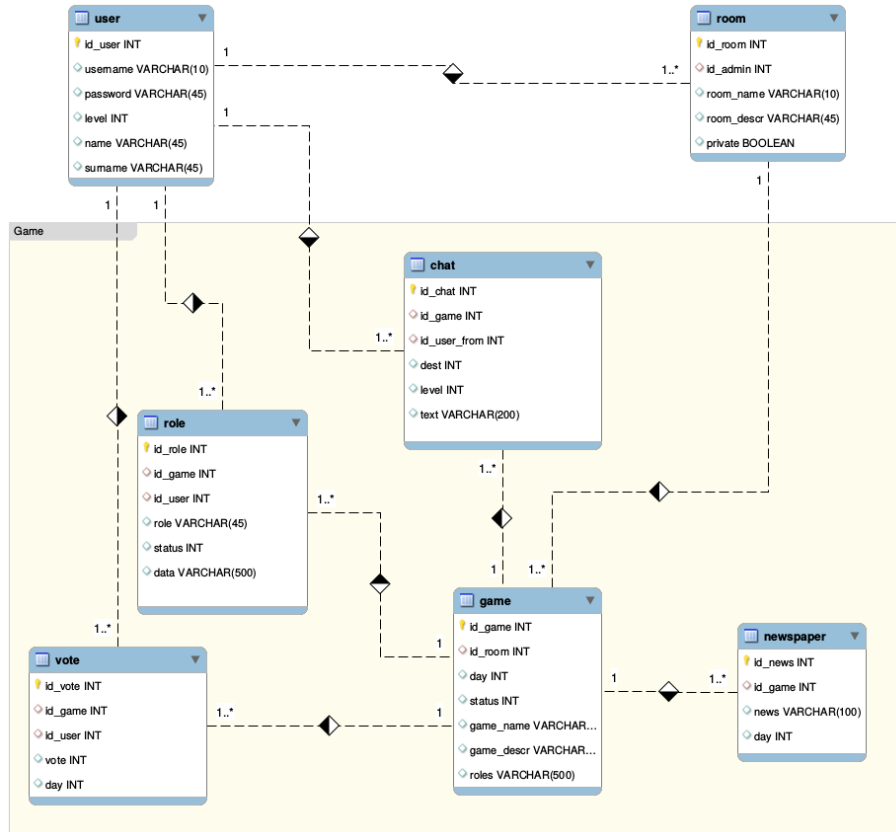 user
id_user INT
username VARCHAR(10)
password VARCHAR(45)
level INT
name VARCHAR(45)
surname VARCHAR(45)
room
id_room INT
id_admin INT
room_name VARCHAR(10)
room_descr VARCHAR(45)
private BOOLEAN
1
1..*
1
1
1
1
Game
chat
id_chat INT
id_game INT
id_user_from INT
dest INT
level INT
text VARCHAR(200)
1..*
1..*
role
id_role INT
id_game INT
id_user INT
role VARCHAR(45)
status INT
data VARCHAR(500)
1..*
1..*
1
1..*
1..*
1
game
id_game INT
id_room INT
day INT
status INT
game_name VARCHAR...
game_descr VARCHAR...
roles VARCHAR(500)
vote
id_vote INT
id_game INT
id_user INT
vote INT
day INT
1..*
1
1
1..*
newspaper
id_news INT
id_game INT
news VARCHAR(100)
day INT